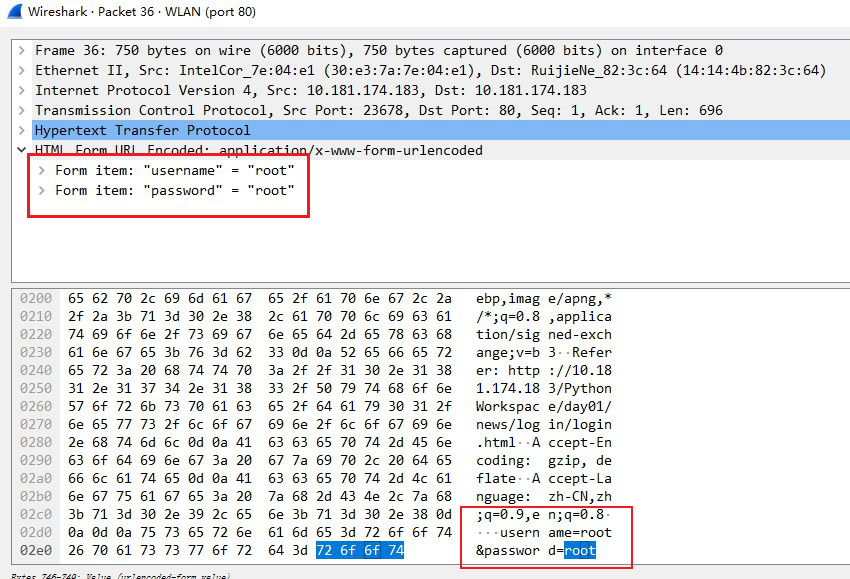 Wireshark · Packet 36 · WLAN (port 80)
Frame 36: 750 bytes on wire (6000 bits), 750 bytes captured (6000 bits) on interface 0
Ethernet II, Src: IntelCor_7e:04:e1 (30:e3:7a:7e:04:e1), Dst: RuijieNe_82:3c:64 (14:14:4b:82:3c:64)
Internet Protocol Version 4, Src: 10.181.174.183, Dst: 10.181.174.183
Transmission Control Protocol, Src Port: 23678, Dst Port: 80, Seq: 1, Ack: 1, Len: 696
Hypertext Transfer Protocol
HTML Form URL Encoded: application/x-www-form-urlencoded
Form item: "username" = "root"
Form item: "password" = "root"
0200 65 62 70 2c 69 6d 61 67 65 2f 61 70 6e 67 2c 2a ebp,imag e/apng,*
0210 2f 2a 3b 71 3d 30 2e 38 2c 61 70 70 6c 69 63 61 /*;q=0.8 ,applica
0220 74 69 6f 6e 2f 73 69 67 6e 65 64 2d 65 78 63 68 tion/sig ned-exch
0230 61 6e 67 65 3b 76 3d 62 33 0d 0a 52 65 66 65 72 ange;v=b 3··Refer
0240 65 72 3a 20 68 74 74 70 3a 2f 2f 31 30 2e 31 38 er: http ://10.18
0250 31 2e 31 37 34 2e 31 38 33 2f 50 79 74 68 6f 6e 1.174.18 3/Python
0260 57 6f 72 6b 73 70 61 63 65 2f 64 61 79 30 31 2f Workspac e/day01/
0270 6e 65 77 73 2f 6c 6f 67 69 6e 2f 6c 6f 67 69 6e news/log in/login
0280 2e 68 74 6d 6c 0d 0a 41 63 63 65 70 74 2d 45 6e .html··A ccept-En
0290 63 6f 64 69 6e 67 3a 20 67 7a 69 70 2c 20 64 65 coding: gzip, de
02a0 66 6c 61 74 65 0d 0a 41 63 63 65 70 74 2d 4c 61 flate··A ccept-La
02b0 6e 67 75 61 67 65 3a 20 7a 68 2d 43 4e 2c 7a 68 nguage: zh-CN,zh
02c0 3b 71 3d 30 2e 39 2c 65 6e 3b 71 3d 30 2e 38 0d ;q=0.9,e n;q=0.8·
02d0 0a 0d 0a 75 73 65 72 6e 61 6d 65 3d 72 6f 6f 74 ···usern ame=root
02e0 26 70 61 73 73 77 6f 72 64 3d 72 6f 6f 74 &passwor d=root
Bytes 746-749: Value (urlencoded-form.value)